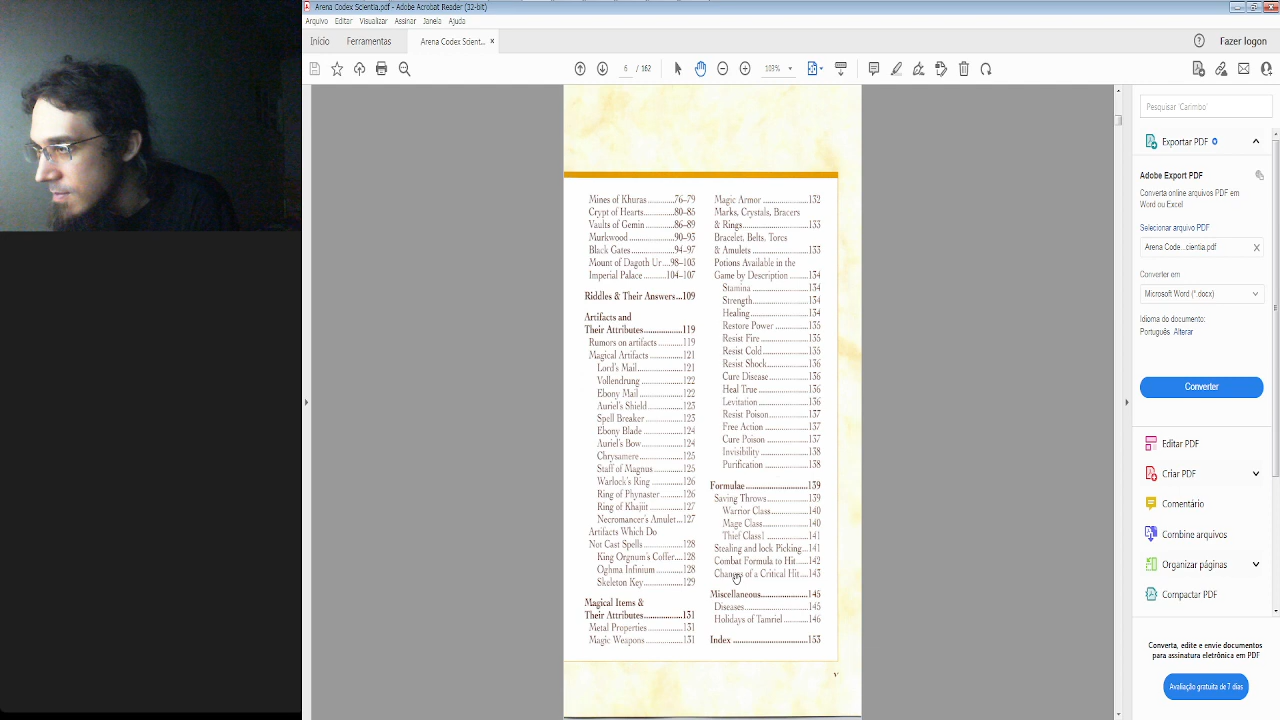 Arena Codex Scientia.pdf - Adobe Acrobat Reader (32-bit)
Arquivo Editar Visualizar Assinar Janela Ajuda
Início Ferramentas Arena Codex Scient... × Fazer logon
6 / 162 103%
Mines of Khuras ..........76–79
Crypt of Hearts............80–85
Vaults of Gemin ..........86–89
Murkwood...................90–93
Black Gates..................94–97
Mount of Dagoth Ur ...98–103
Imperial Palace ........104–107
Riddles & Their Answers...109
Artifacts and
Their Attributes.................119
Rumors on artifacts ..........119
Magical Artifacts .............121
Lord's Mail...................121
Vollendrung .................122
Ebony Mail..................122
Auriel's Shield..............123
Spell Breaker...............123
Ebony Blade ................124
Auriel's Bow.................124
Chrysamere..................125
Staff of Magnus ............125
Warlock's Ring .............126
Ring of Phynaster .........126
Ring of Khajiit .............127
Necromancer's Amulet...127
Artifacts Which Do
Not Cast Spells ................128
King Orgnum's Coffer....128
Oghma Infinium ...........128
Skeleton Key................129
Magical Items &
Their Attributes.................131
Metal Properties ..............131
Magic Weapons................131
Magic Armor ...................132
Marks, Crystals, Bracers
& Rings...........................133
Bracelet, Belts, Torcs
& Amulets .......................133
Potions Available in the
Game by Description ........134
Stamina .......................134
Strength.......................134
Healing........................134
Restore Power ..............135
Resist Fire....................135
Resist Cold...................135
Resist Shock.................136
Cure Disease................136
Heal True ....................136
Levitation ....................136
Resist Poison................137
Free Action ..................137
Cure Poison .................137
Invisibility ...................138
Purification ..................138
Formulae ..........................139
Saving Throws..................139
Warrior Class................140
Mage Class...................140
Thief Class1 .................141
Stealing and lock Picking...141
Combat Formula to Hit.....142
Chances of a Critical Hit....143
Miscellaneous....................145
Diseases..........................145
Holidays of Tamriel ..........146
Index ................................153
v
Pesquisar 'Carimbo'
Exportar PDF
Adobe Export PDF
Converta online arquivos PDF em
Word ou Excel
Selecionar arquivo PDF
Arena Code...cientia.pdf X
Converter em
Microsoft Word (*.docx)
Idioma do documento:
Português Alterar
Converter
Editar PDF
Criar PDF
Comentário
Combine arquivos
Organizar páginas
Compactar PDF
Converta, edite e envie documentos
para assinatura eletrônica em PDF
Avaliação gratuita de 7 dias